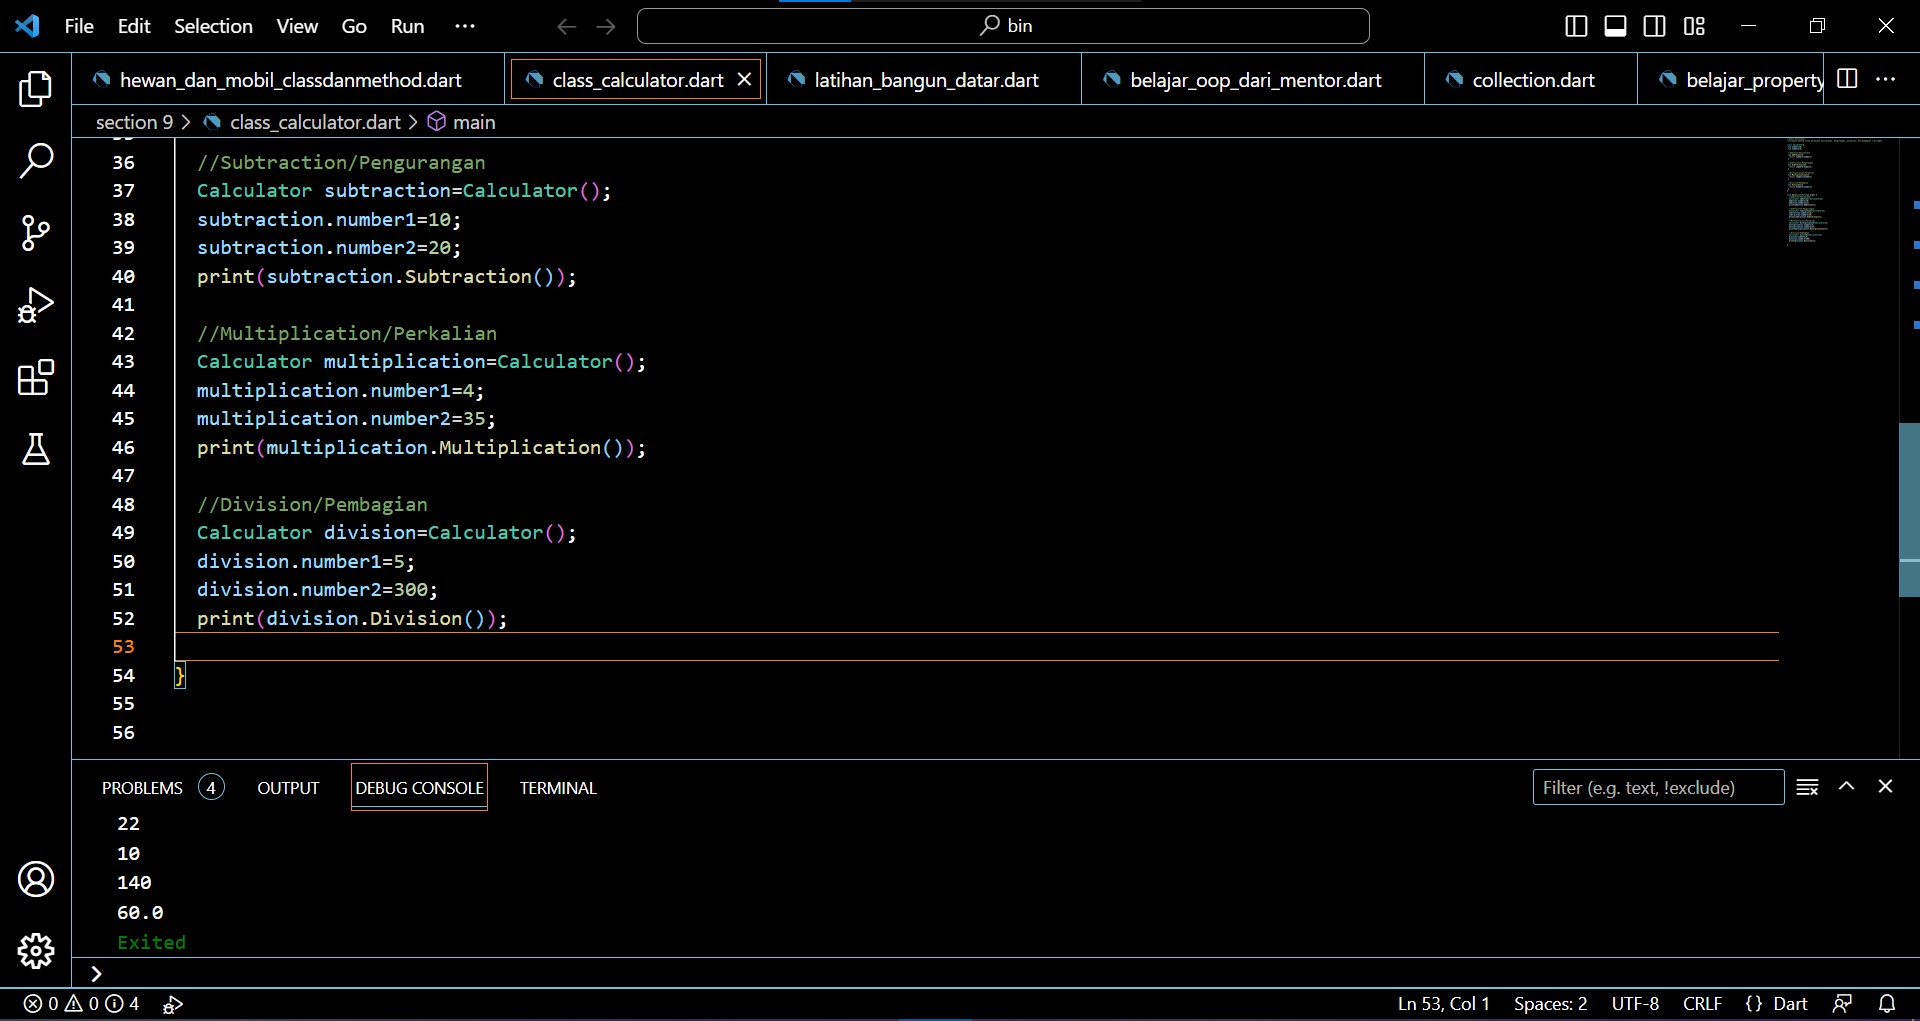 File Edit Selection View Go Run ··· bin
hewan_dan_mobil_classdanmethod.dart class_calculator.dart latihan_bangun_datar.dart belajar_oop_dari_mentor.dart collection.dart belajar_property
section 9 > class_calculator.dart > main
36 //Subtraction/Pengurangan
37 Calculator subtraction=Calculator();
38 subtraction.number1=10;
39 subtraction.number2=20;
40 print(subtraction.Subtraction());
41
42 //Multiplication/Perkalian
43 Calculator multiplication=Calculator();
44 multiplication.number1=4;
45 multiplication.number2=35;
46 print(multiplication.Multiplication());
47
48 //Division/Pembagian
49 Calculator division=Calculator();
50 division.number1=5;
51 division.number2=300;
52 print(division.Division());
53
54 }
55
56
PROBLEMS 4 OUTPUT DEBUG CONSOLE TERMINAL Filter (e.g. text, !exclude)
22
10
140
60.0
Exited
>
0 0 4 Ln 53, Col 1 Spaces: 2 UTF-8 CRLF {} Dart